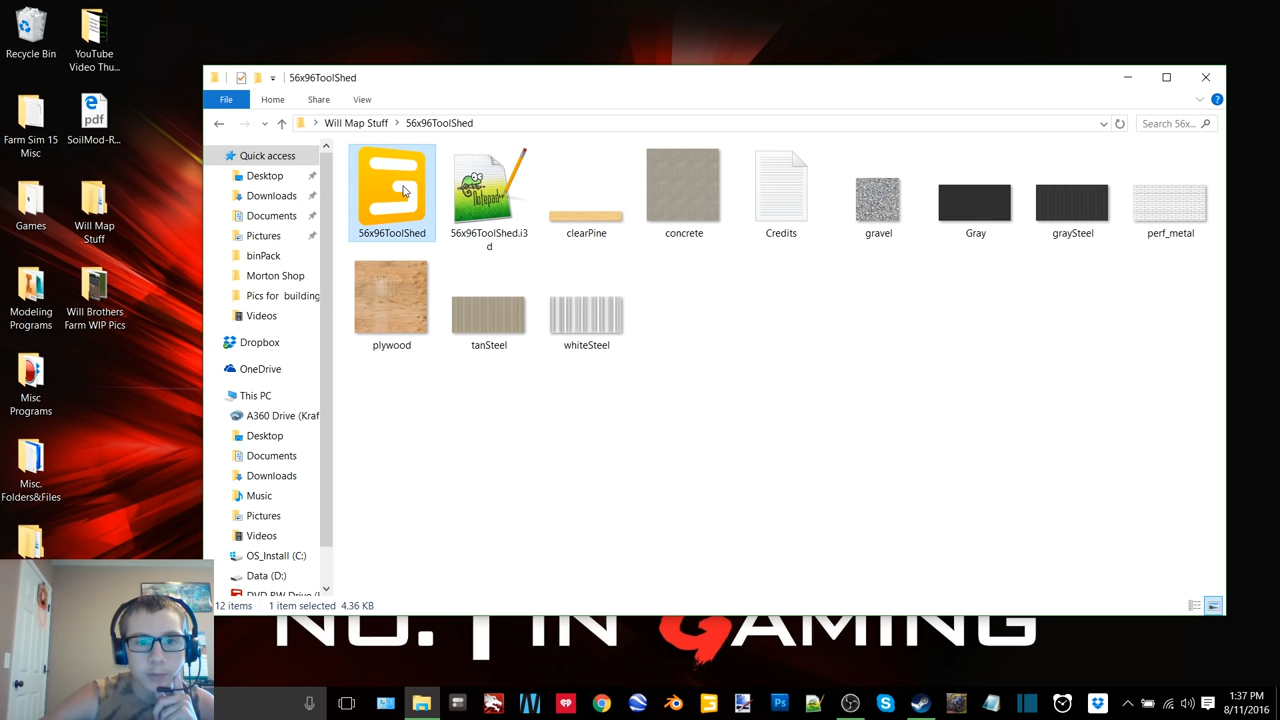 Recycle Bin
YouTube
Video Thu...
Farm Sim 15
Misc
SoilMod-R...
Games
Will Map
Stuff
Modeling
Programs
Will Brothers
Farm WIP Pics
Misc
Programs
Misc.
Folders&Files
56x96ToolShed
File
Home
Share
View
Will Map Stuff
56x96ToolShed
Search 56x...
Quick access
Desktop
Downloads
Documents
Pictures
binPack
Morton Shop
Pics for building
Videos
Dropbox
OneDrive
This PC
A360 Drive (Kraf
Desktop
Documents
Downloads
Music
Pictures
Videos
OS_Install (C:)
Data (D:)
56x96ToolShed
56x96ToolShed.i3
d
clearPine
concrete
Credits
gravel
Gray
graySteel
perf_metal
plywood
tanSteel
whiteSteel
12 items
1 item selected 4.36 KB
NO.1 IN GAMING
1:37 PM
8/11/2016